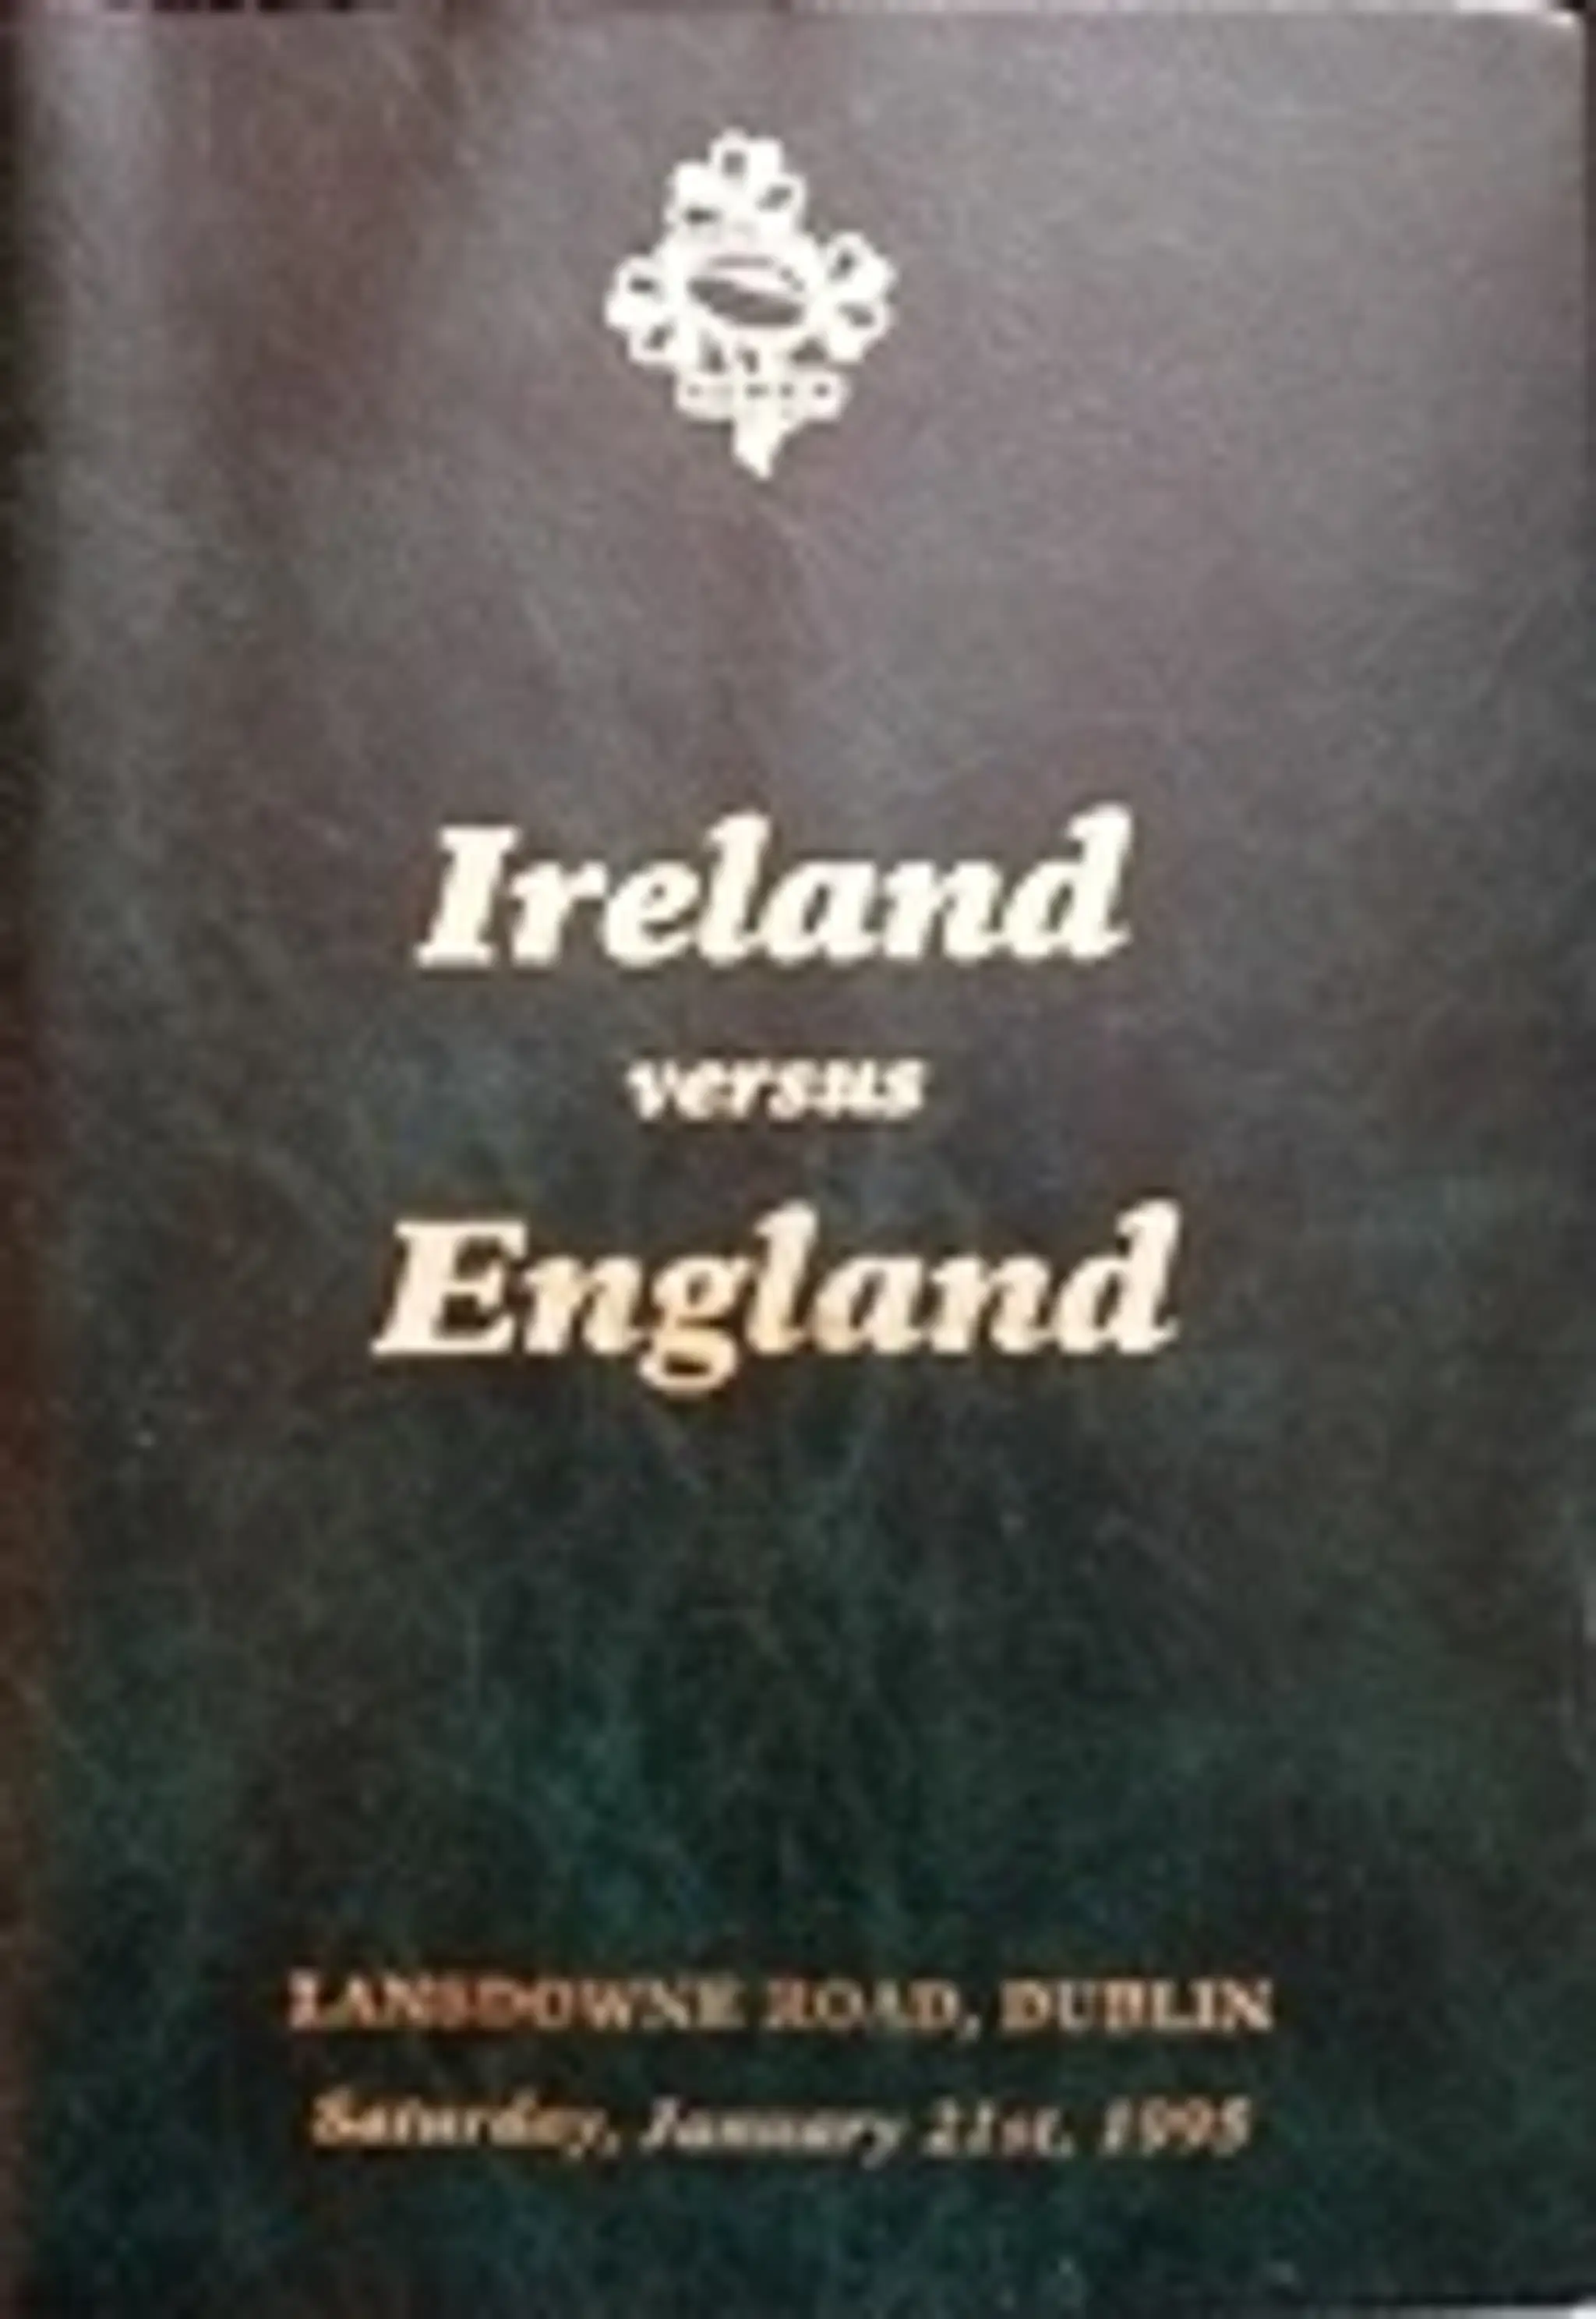 Ireland
versus
England
LANSDOWNE ROAD, DUBLIN
Saturday, January 21st, 1995